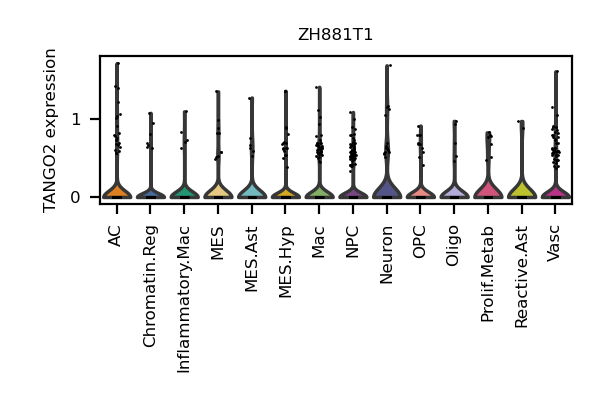 ZH881T1
TANGO2 expression
1
0
AC
Chromatin.Reg
Inflammatory.Mac
MES
MES.Ast
MES.Hyp
Mac
NPC
Neuron
OPC
Oligo
Prolif.Metab
Reactive.Ast
Vasc